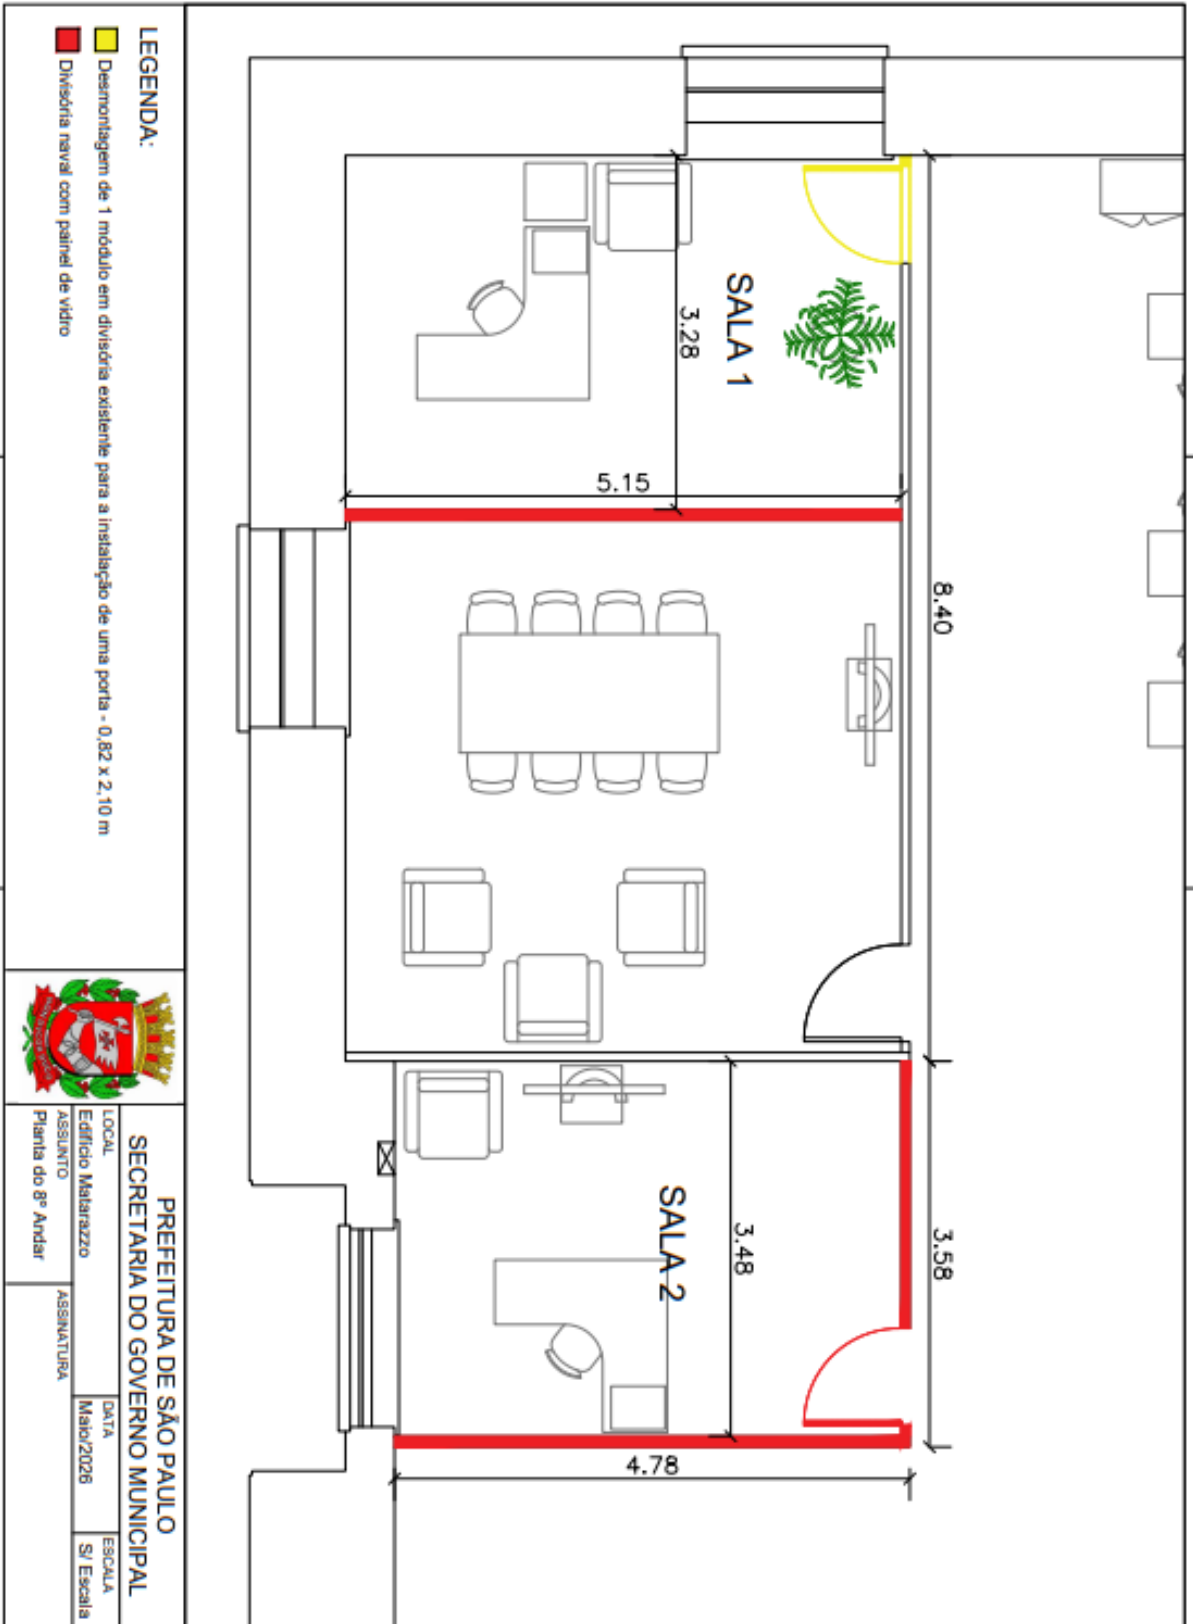 8.40
3.58
SALA 1
3.28
5.15
SALA 2
3.48
4.78
LEGENDA:
Desmontagem de 1 módulo em divisória existente para a instalação de uma porta - 0,82 x 2,10 m
Divisória naval com painel de vidro
PREFEITURA DE SÃO PAULO
SECRETARIA DO GOVERNO MUNICIPAL
LOCAL
Edifício Matarazzo
DATA
Maio/2026
ESCALA
S/ Escala
ASSUNTO
Planta do 8º Andar
ASSINATURA